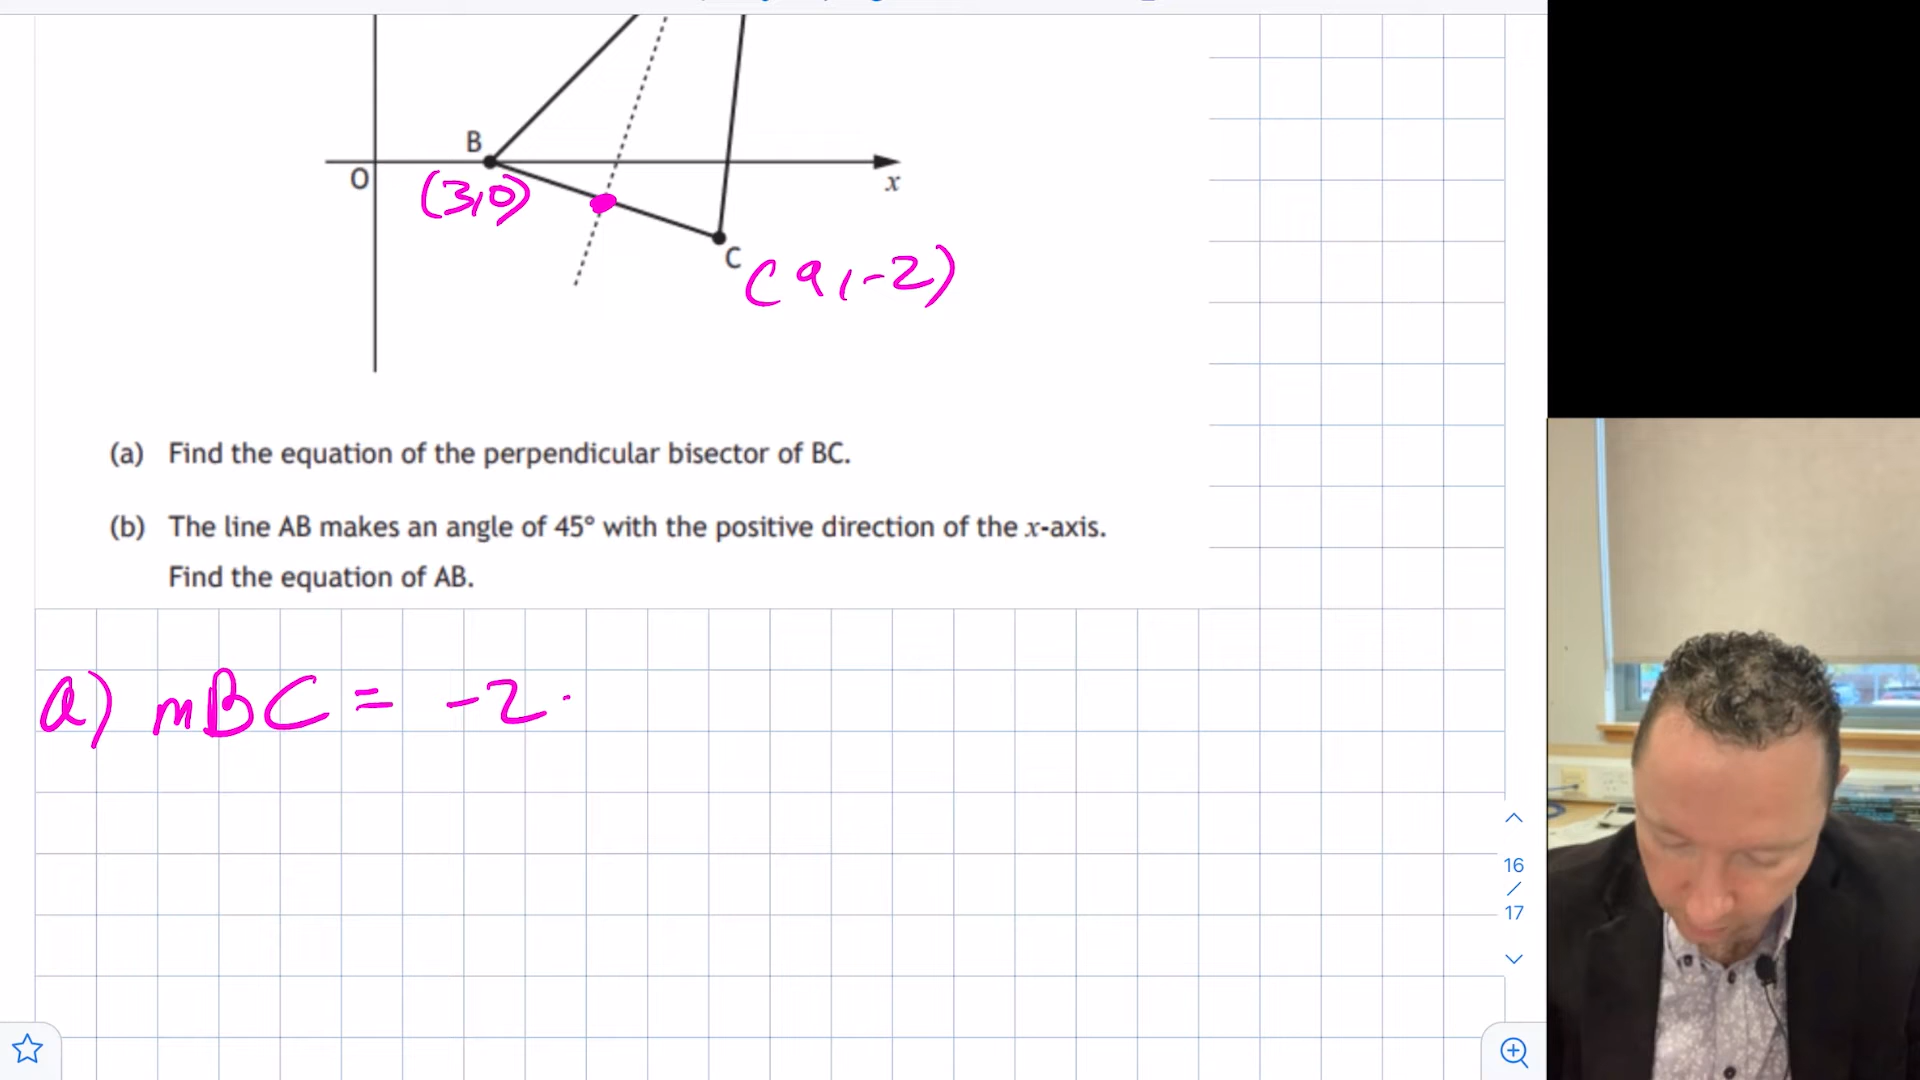 B
O
x
(3,0)
C
(9,-2)
(a) Find the equation of the perpendicular bisector of BC.
(b) The line AB makes an angle of 45° with the positive direction of the x-axis.
Find the equation of AB.
a) mBC = -2 -
16
/
17